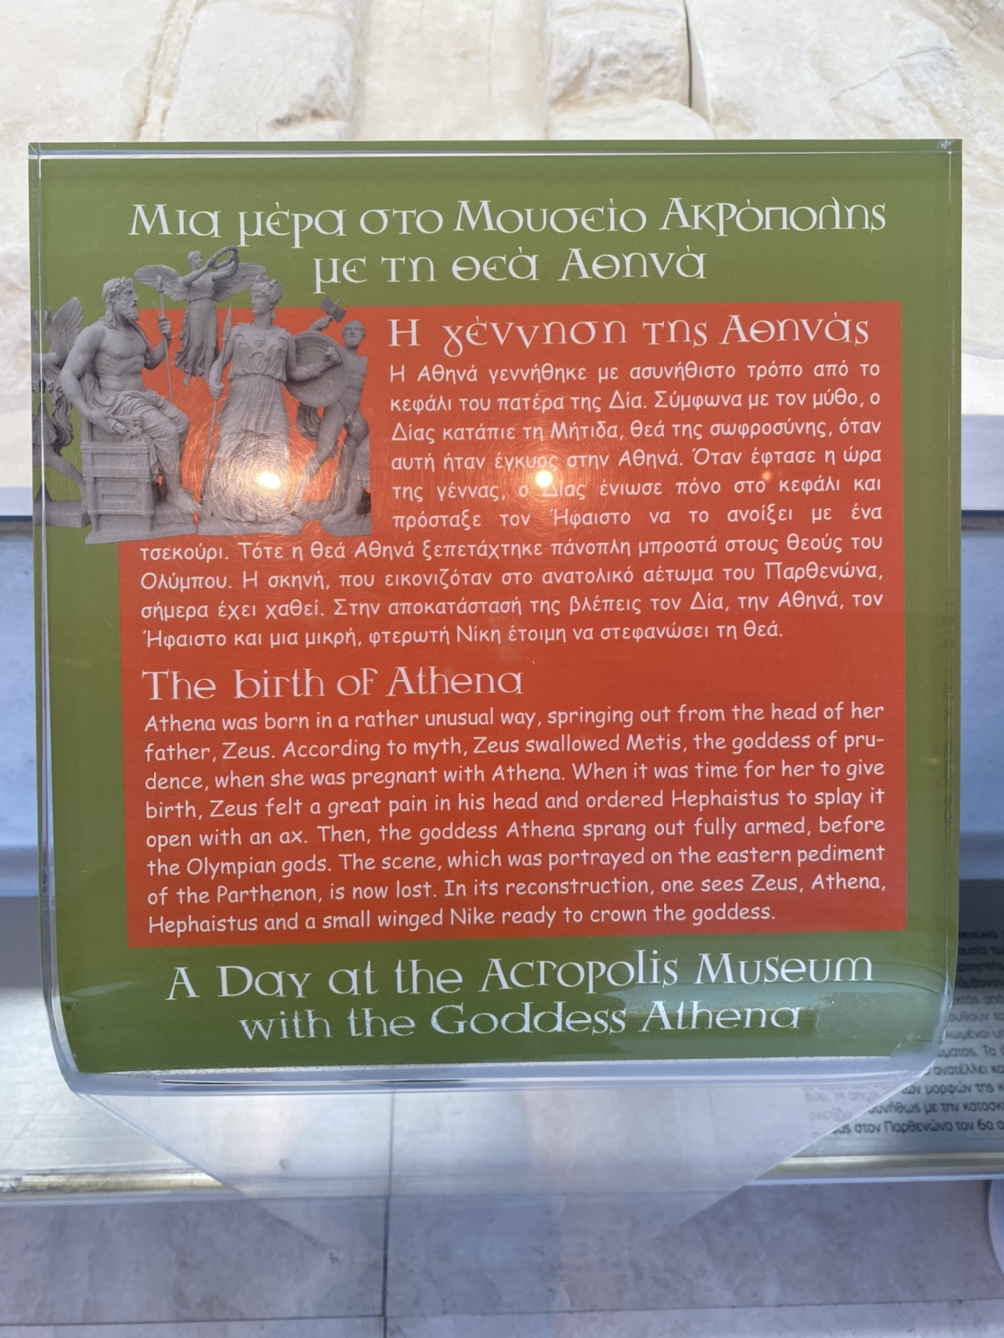 Μια μέρα στο Μουσείο Ακρόπολης
με τη θεά Αθηνά
Η γέννηση της Αθηνάς
Η Αθηνά γεννήθηκε με ασυνήθιστο τρόπο από το
κεφάλι του πατέρα της Δία. Σύμφωνα με τον μύθο, ο
Δίας κατάπιε τη Μήτιδα, θεά της σωφροσύνης, όταν
αυτή ήταν έγκυος στην Αθηνά. Όταν έφτασε η ώρα
της γέννας, ο Δίας ένιωσε πόνο στο κεφάλι και
πρόσταξε τον Ήφαιστο να το ανοίξει με ένα
τσεκούρι. Τότε η θεά Αθηνά ξεπετάχτηκε πάνοπλη μπροστά στους θεούς του
Ολύμπου. Η σκηνή, που εικονιζόταν στο ανατολικό αέτωμα του Παρθενώνα,
σήμερα έχει χαθεί. Στην αποκατάστασή της βλέπεις τον Δία, την Αθηνά, τον
Ήφαιστο και μια μικρή, φτερωτή Νίκη έτοιμη να στεφανώσει τη θεά.
The birth of Athena
Athena was born in a rather unusual way, springing out from the head of her
father, Zeus. According to myth, Zeus swallowed Metis, the goddess of pru-
dence, when she was pregnant with Athena. When it was time for her to give
birth, Zeus felt a great pain in his head and ordered Hephaistus to splay it
open with an ax. Then, the goddess Athena sprang out fully armed, before
the Olympian gods. The scene, which was portrayed on the eastern pediment
of the Parthenon, is now lost. In its reconstruction, one sees Zeus, Athena,
Hephaistus and a small winged Nike ready to crown the goddess.
A Day at the Acropolis Museum
with the Goddess Athena
ανατέλλει
μορφών της
συνήθως με την
στον Παρθενώνα τον 6ο